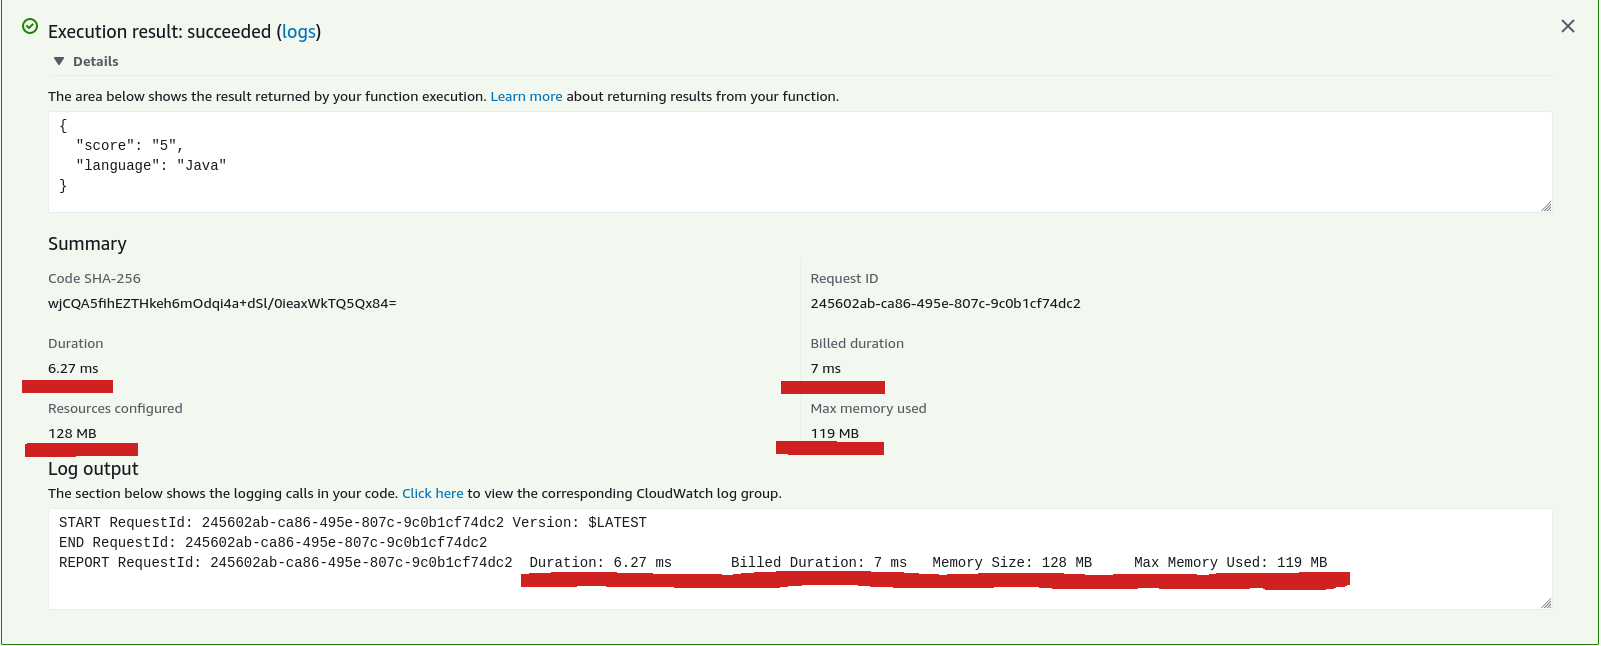 Execution result: succeeded (logs)
Details
The area below shows the result returned by your function execution. Learn more about returning results from your function.
{
  "score": "5",
  "language": "Java"
}
Summary
Code SHA-256
wjCQA5fihEZTHkeh6mOdqi4a+dSl/0ieaxWkTQ5Qx84=
Request ID
245602ab-ca86-495e-807c-9c0b1cf74dc2
Duration
6.27 ms
Billed duration
7 ms
Resources configured
128 MB
Max memory used
119 MB
Log output
The section below shows the logging calls in your code. Click here to view the corresponding CloudWatch log group.
START RequestId: 245602ab-ca86-495e-807c-9c0b1cf74dc2 Version: $LATEST
END RequestId: 245602ab-ca86-495e-807c-9c0b1cf74dc2
REPORT RequestId: 245602ab-ca86-495e-807c-9c0b1cf74dc2  Duration: 6.27 ms       Billed Duration: 7 ms   Memory Size: 128 MB     Max Memory Used: 119 MB